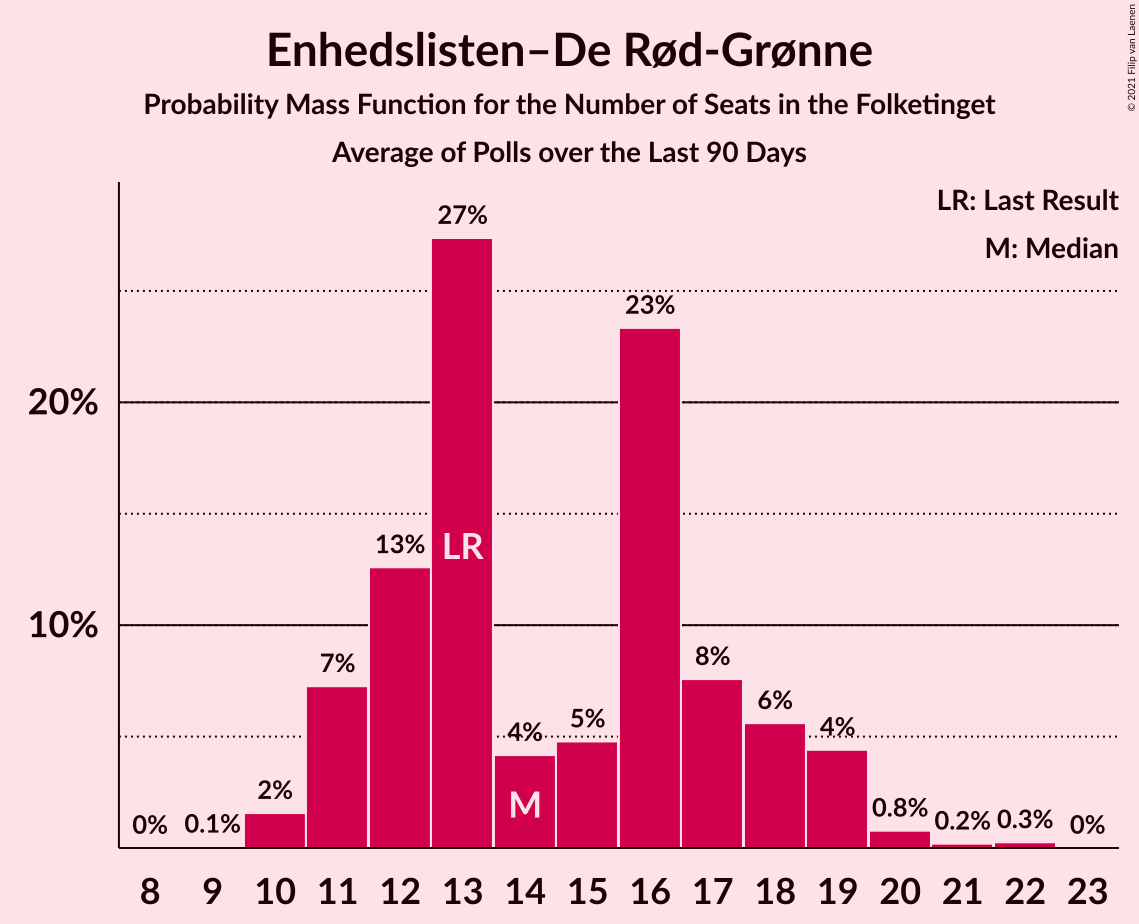 Enhedslisten–De Rød-Grønne
Probability Mass Function for the Number of Seats in the Folketinget
Average of Polls over the Last 90 Days
© 2021 Filip van Laenen
LR: Last Result
M: Median
27%
23%
20%
13%
LR
10%
8%
7%
6%
5%
4%
4%
M
2%
0.8%
0.3%
0.2%
0.1%
0%
0%
8 9 10 11 12 13 14 15 16 17 18 19 20 21 22 23